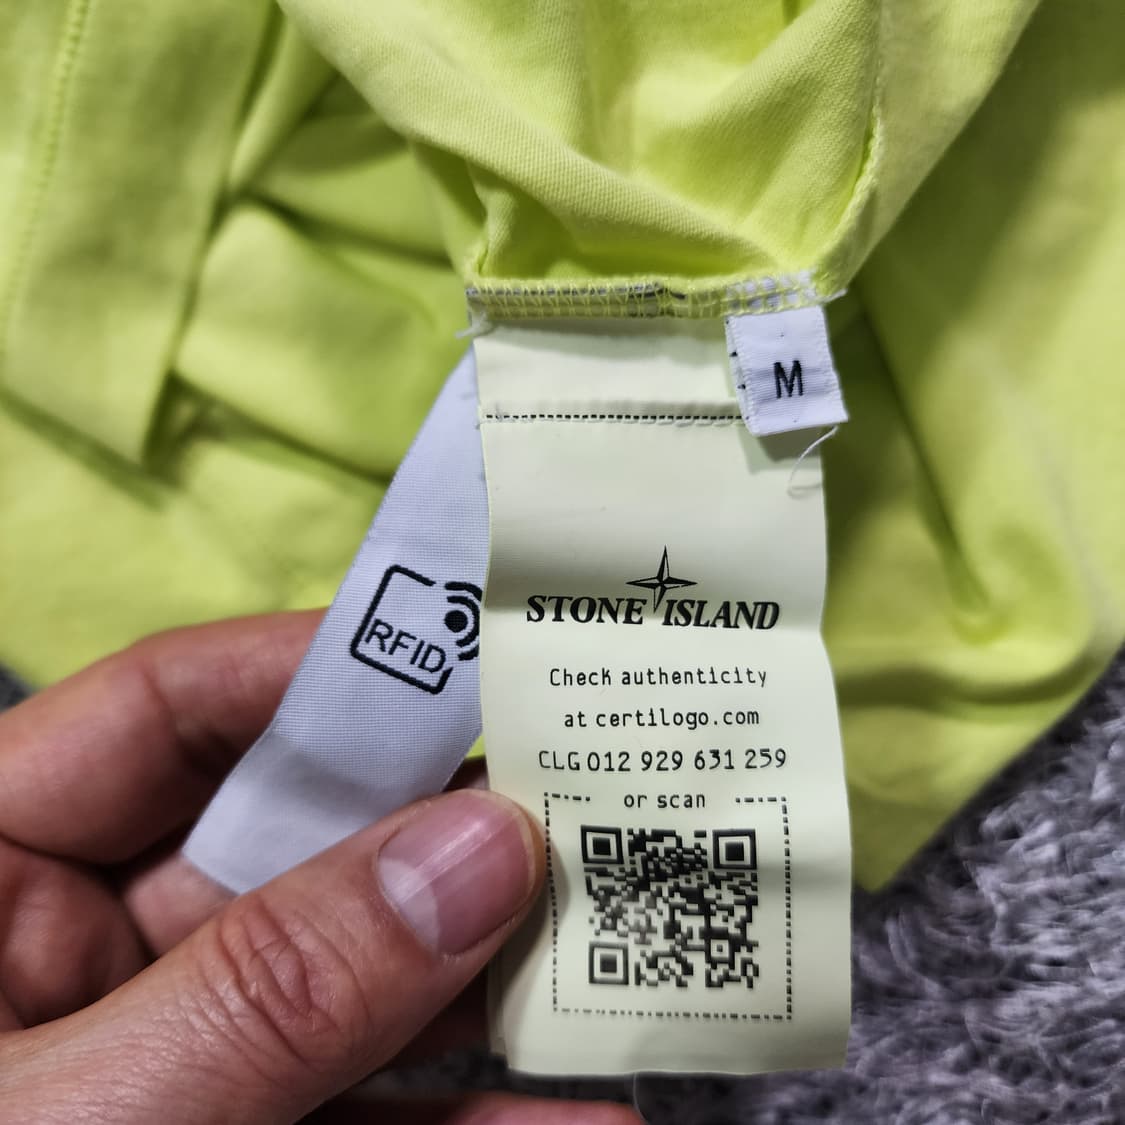 M
RFID
STONE ISLAND
Check authenticity
at certilogo.com
CLG 012 929 631 259
or scan